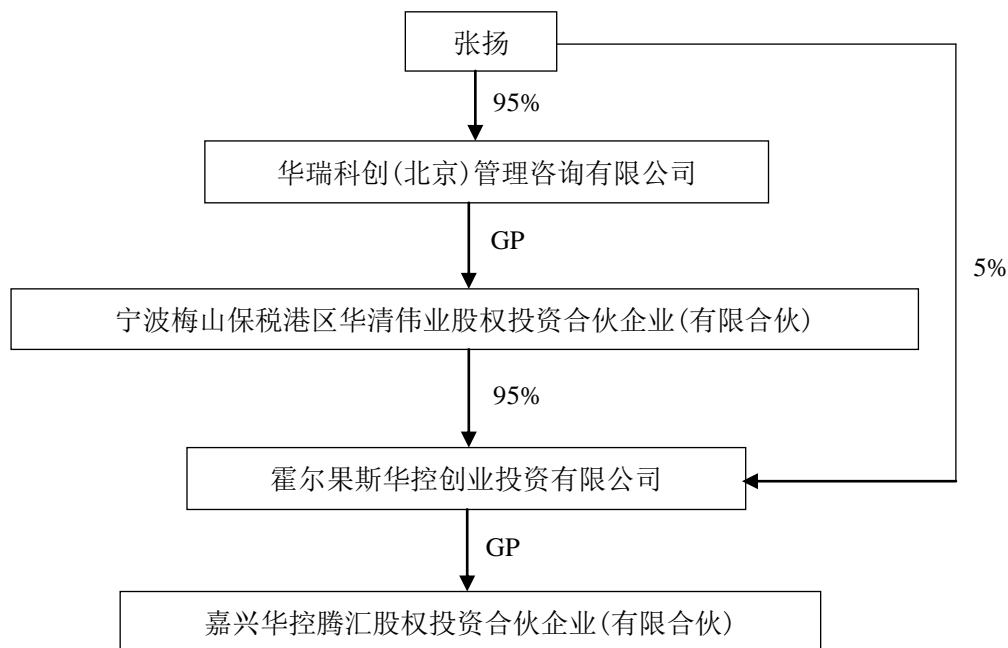 张扬
95%
华瑞科创(北京)管理咨询有限公司
GP
5%
宁波梅山保税港区华清伟业股权投资合伙企业(有限合伙)
95%
霍尔果斯华控创业投资有限公司
GP
嘉兴华控腾汇股权投资合伙企业(有限合伙)